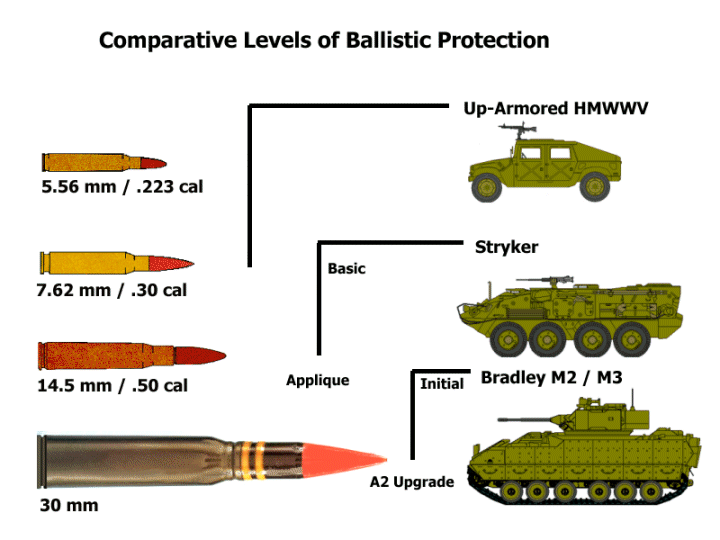 Comparative Levels of Ballistic Protection
Up-Armored HMWWV
5.56 mm / .223 cal
Stryker
Basic
7.62 mm / .30 cal
Applique
14.5 mm / .50 cal
Initial
Bradley M2 / M3
A2 Upgrade
30 mm